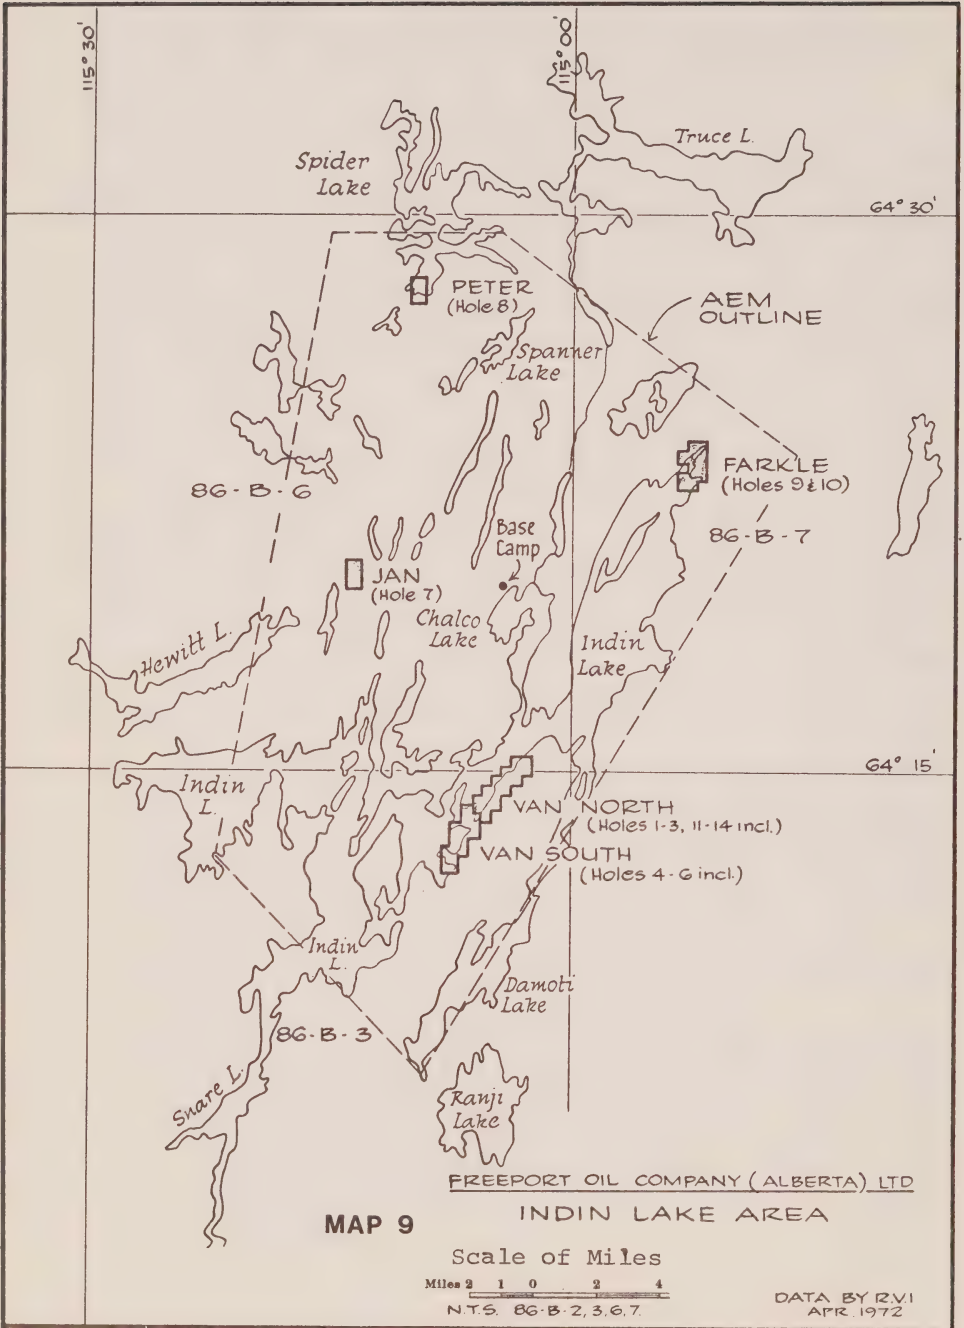 115° 30'
115° 00'
Truce L.
Spider
Lake
64° 30'
PETER
(Hole 8)
AEM
OUTLINE
Spanner
Lake
FARKLE
(Holes 9 & 10)
86-B-6
86-B-7
Base
Camp
JAN
(Hole 7)
Chalco
Lake
Hewitt L.
Indin
Lake
64° 15'
Indin
L.
VAN NORTH
(Holes 1-3, 11-14 incl.)
VAN SOUTH
(Holes 4-6 incl.)
Indin
L.
Damoti
Lake
86-B-3
Snare L.
Ranji
Lake
FREEPORT OIL COMPANY (ALBERTA) LTD
MAP 9
INDIN LAKE AREA
Scale of Miles
Miles 2 1 0 2 4
N.T.S. 86-B-2, 3, 6, 7.
DATA BY R.V.I
APR. 1972